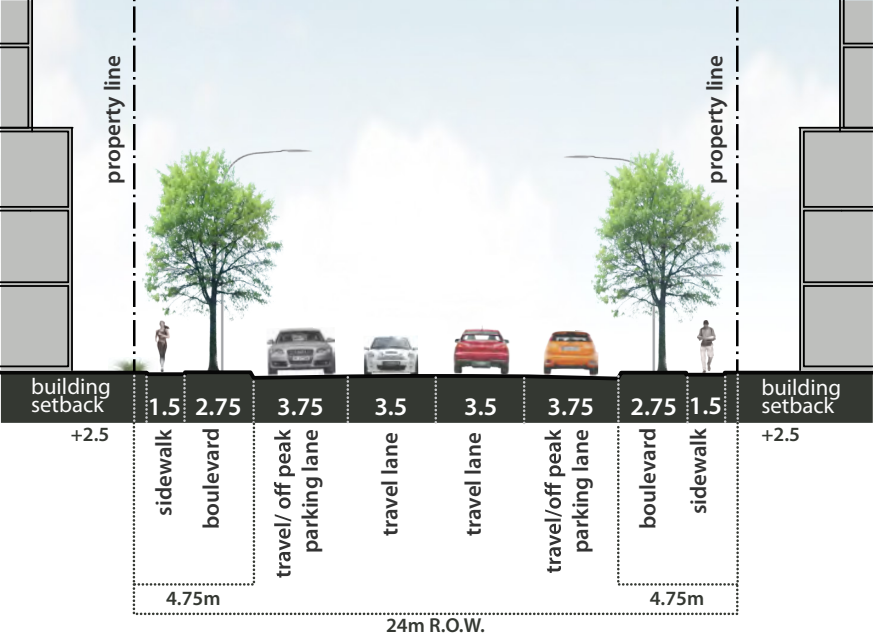 property line
property line
building
setback
1.5
2.75
3.75
3.5
3.5
3.75
2.75
1.5
building
setback
+2.5
+2.5
sidewalk
boulevard
travel/ off peak
parking lane
travel lane
travel lane
travel/off peak
parking lane
boulevard
sidewalk
4.75m
4.75m
24m R.O.W.